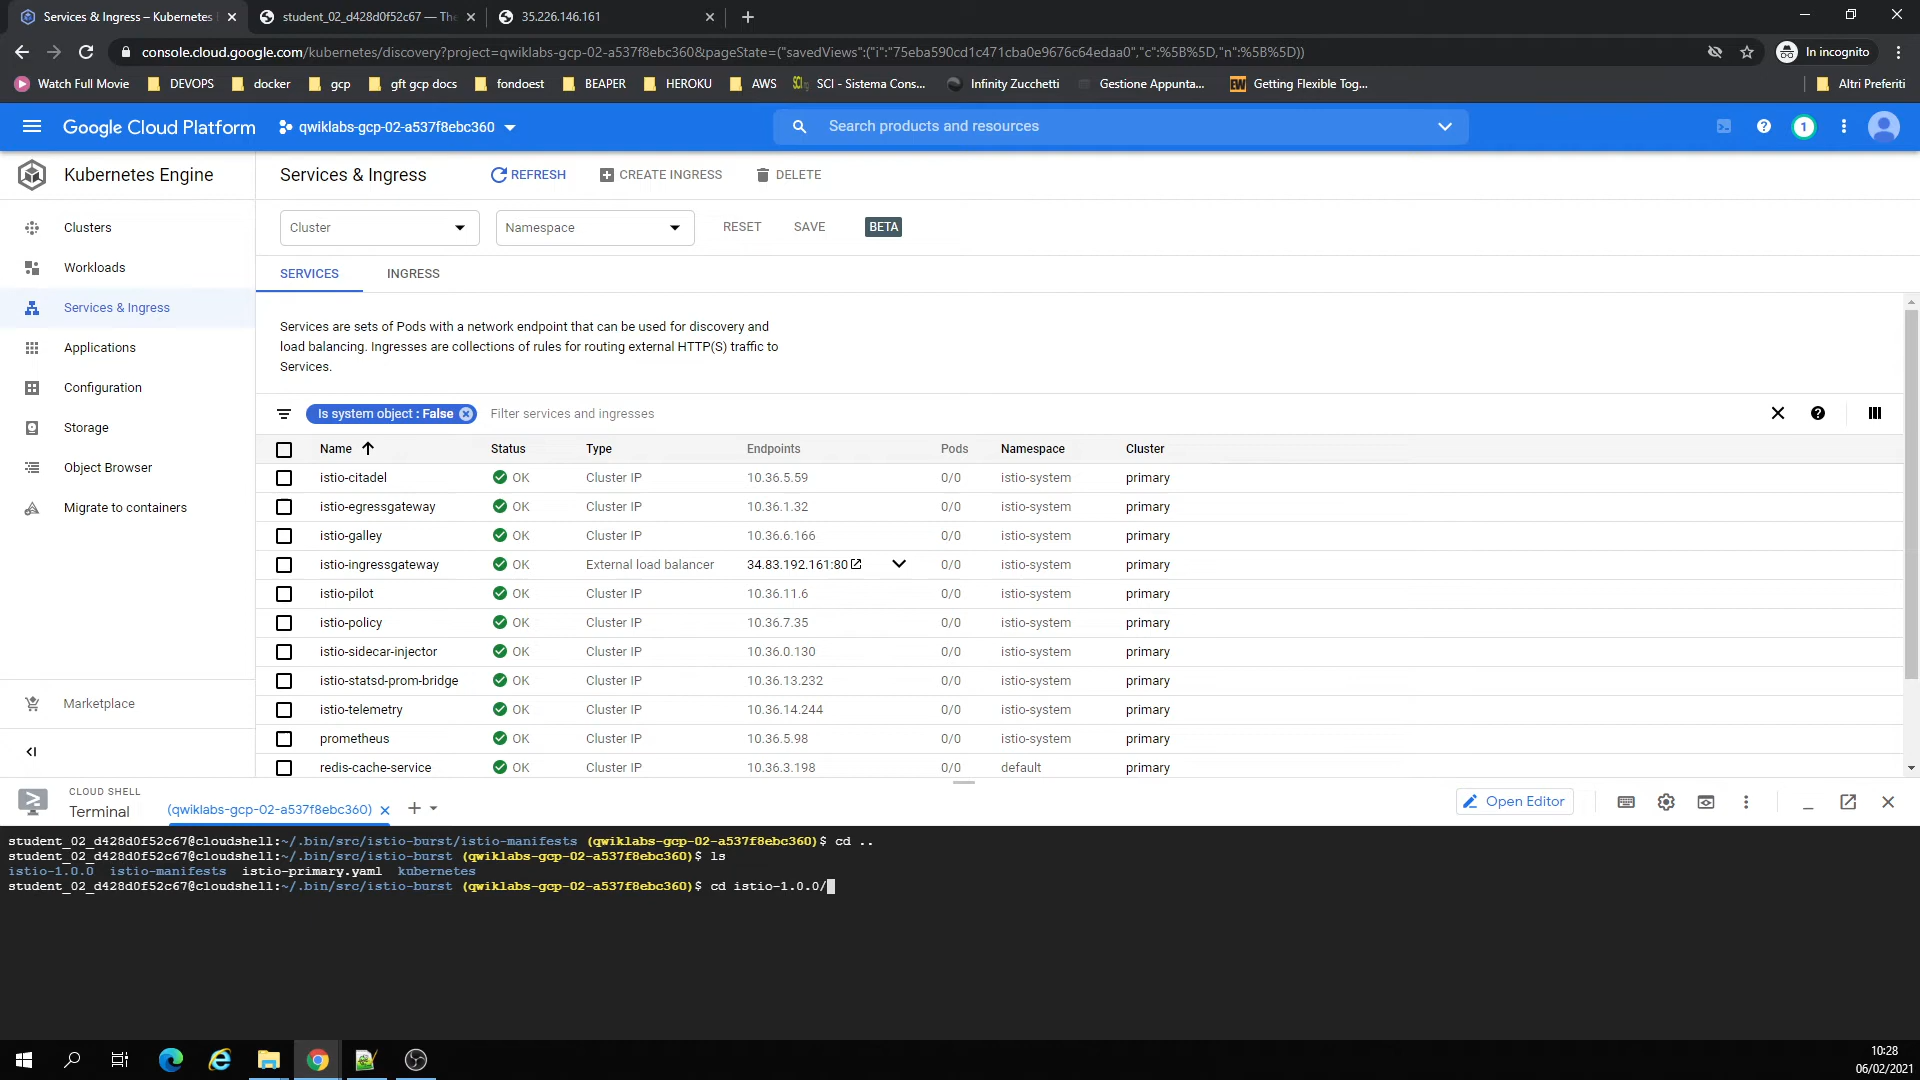 Services & Ingress – Kubernetes
student_02_d428d0f52c67 — The
35.226.146.161
console.cloud.google.com/kubernetes/discovery?project=qwiklabs-gcp-02-a537f8ebc360&pageState=("savedViews":("i":"75eba590cd1c471cba0e9676c64edaa0","c":%5B%5D,"n":%5B%5D))
In incognito
Watch Full Movie
DEVOPS
docker
gcp
gft gcp docs
fondoest
BEAPER
HEROKU
AWS
SCI - Sistema Cons...
Infinity Zucchetti
Gestione Appunta...
EW
Getting Flexible Tog...
Altri Preferiti
Google Cloud Platform
qwiklabs-gcp-02-a537f8ebc360
Search products and resources
1
Kubernetes Engine
Services & Ingress
REFRESH
CREATE INGRESS
DELETE
Clusters
Workloads
Services & Ingress
Applications
Configuration
Storage
Object Browser
Migrate to containers
Marketplace
Cluster
Namespace
RESET
SAVE
BETA
SERVICES
INGRESS
Services are sets of Pods with a network endpoint that can be used for discovery and
load balancing. Ingresses are collections of rules for routing external HTTP(S) traffic to
Services.
Is system object : False
Filter services and ingresses
Name Status Type Endpoints Pods Namespace Cluster
istio-citadel OK Cluster IP 10.36.5.59 0/0 istio-system primary
istio-egressgateway OK Cluster IP 10.36.1.32 0/0 istio-system primary
istio-galley OK Cluster IP 10.36.6.166 0/0 istio-system primary
istio-ingressgateway OK External load balancer 34.83.192.161:80 0/0 istio-system primary
istio-pilot OK Cluster IP 10.36.11.6 0/0 istio-system primary
istio-policy OK Cluster IP 10.36.7.35 0/0 istio-system primary
istio-sidecar-injector OK Cluster IP 10.36.0.130 0/0 istio-system primary
istio-statsd-prom-bridge OK Cluster IP 10.36.13.232 0/0 istio-system primary
istio-telemetry OK Cluster IP 10.36.14.244 0/0 istio-system primary
prometheus OK Cluster IP 10.36.5.98 0/0 istio-system primary
redis-cache-service OK Cluster IP 10.36.3.198 0/0 default primary
CLOUD SHELL
Terminal
(qwiklabs-gcp-02-a537f8ebc360)
Open Editor
student_02_d428d0f52c67@cloudshell:~/.bin/src/istio-burst/istio-manifests (qwiklabs-gcp-02-a537f8ebc360)$ cd ..
student_02_d428d0f52c67@cloudshell:~/.bin/src/istio-burst (qwiklabs-gcp-02-a537f8ebc360)$ ls
istio-1.0.0 istio-manifests istio-primary.yaml kubernetes
student_02_d428d0f52c67@cloudshell:~/.bin/src/istio-burst (qwiklabs-gcp-02-a537f8ebc360)$ cd istio-1.0.0/
10:28
06/02/2021